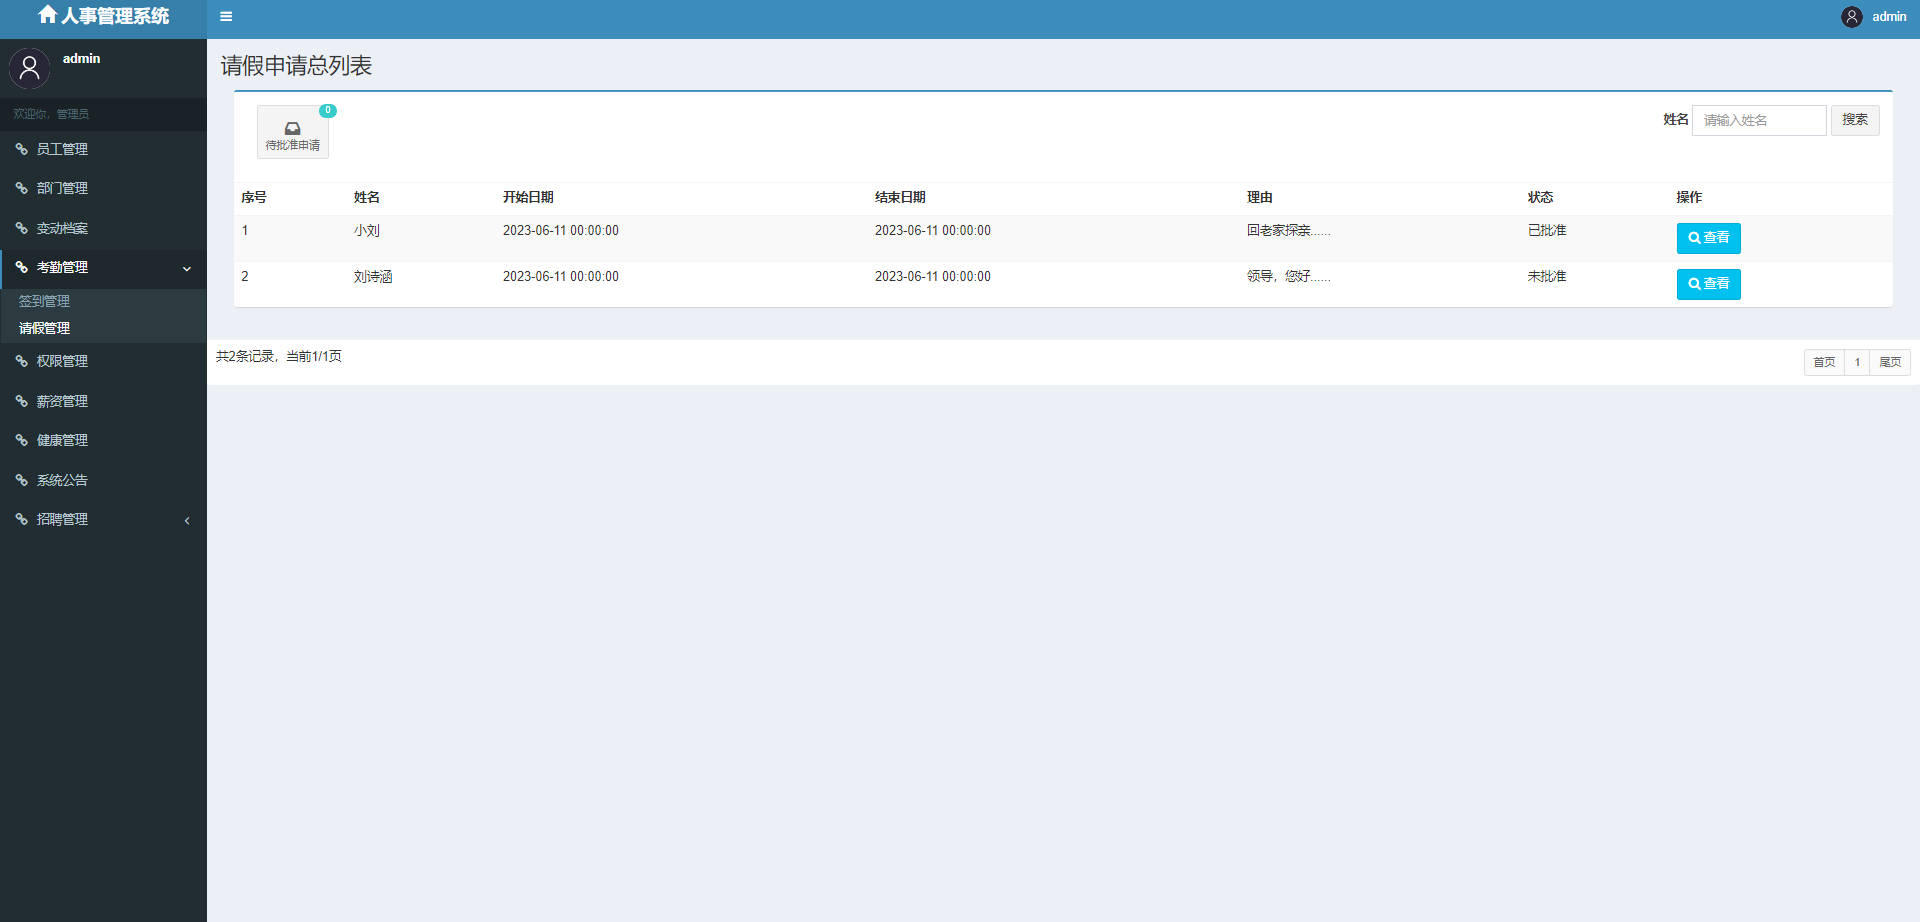 人事管理系统
admin
admin
欢迎你，管理员
员工管理
部门管理
变动档案
考勤管理
签到管理
请假管理
权限管理
薪资管理
健康管理
系统公告
招聘管理
请假申请总列表
0
待批准申请
姓名 请输入姓名 搜索
序号 姓名 开始日期 结束日期 理由 状态 操作
1 小刘 2023-06-11 00:00:00 2023-06-11 00:00:00 回老家探亲...... 已批准 查看
2 刘诗涵 2023-06-11 00:00:00 2023-06-11 00:00:00 领导，您好...... 未批准 查看
共2条记录，当前1/1页
首页 1 尾页